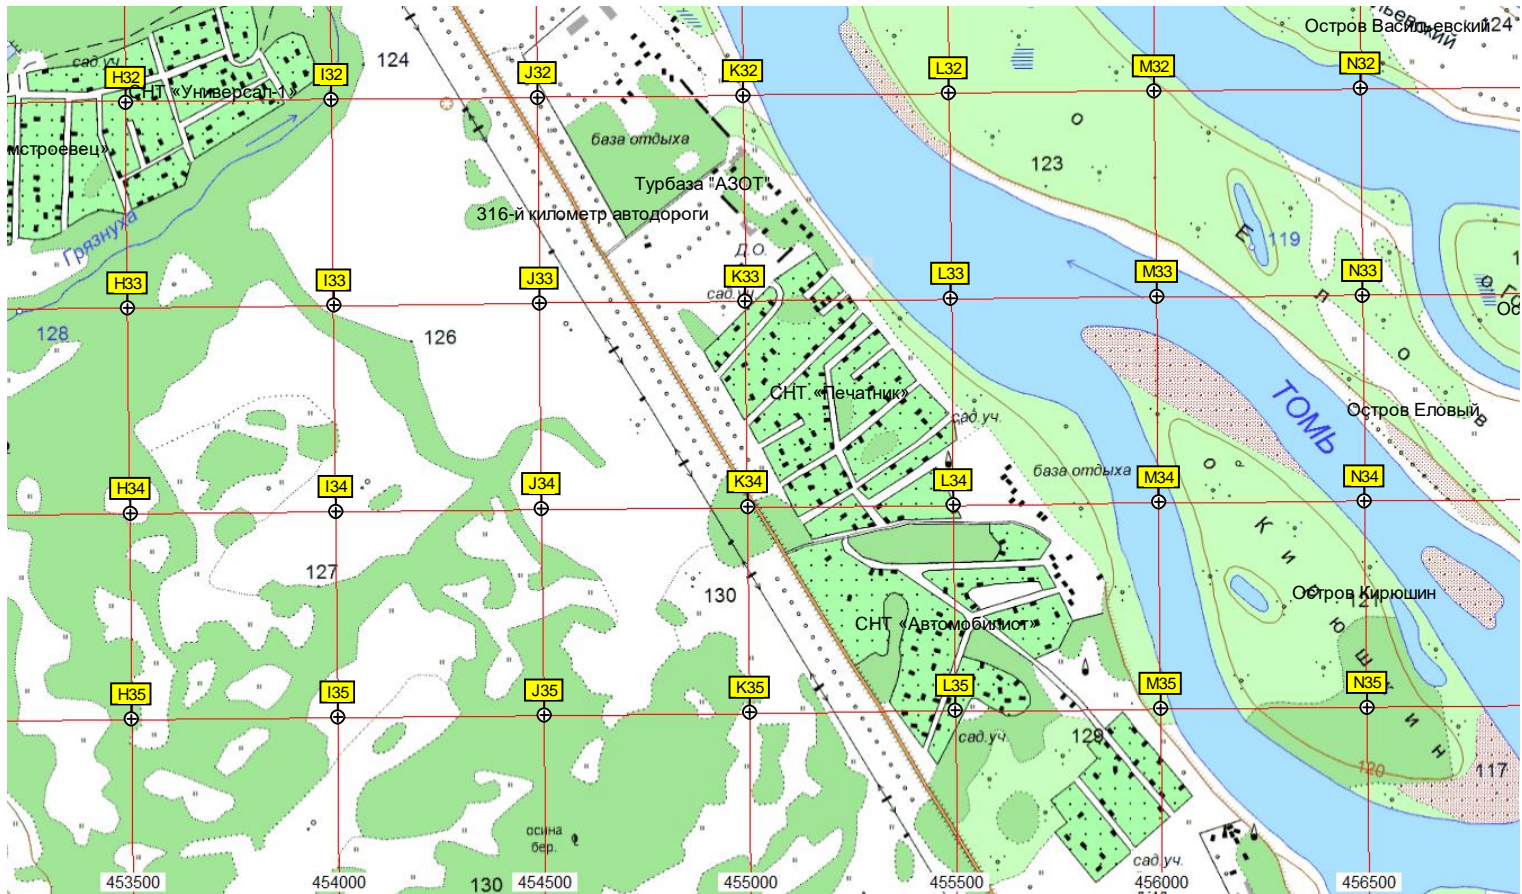 Остров Васильевский
124
124
сад.уч.
H32
СНТ «Универсал-1»
I32
J32
K32
L32
M32
N32
база отдыха
о
123
мстроевец»
Турбаза "АЗОТ"
316-й километр автодороги
Грязнуха
Д.О.
Е
119
H33
I33
J33
K33
L33
M33
N33
сад.уч.
л
о
о
в
128
126
СНТ «Печатник»
сад.уч.
ТОМЬ
Остров Еловый
база отдыха
H34
I34
J34
K34
L34
M34
N34
127
130
Остров Кирюшин
К и р ю ш и н
121
СНТ «Автомобилист»
H35
I35
J35
K35
L35
M35
N35
сад.уч.
129
120
117
осина
бер.
сад.уч.
130
453500
454000
454500
455000
455500
456000
456500